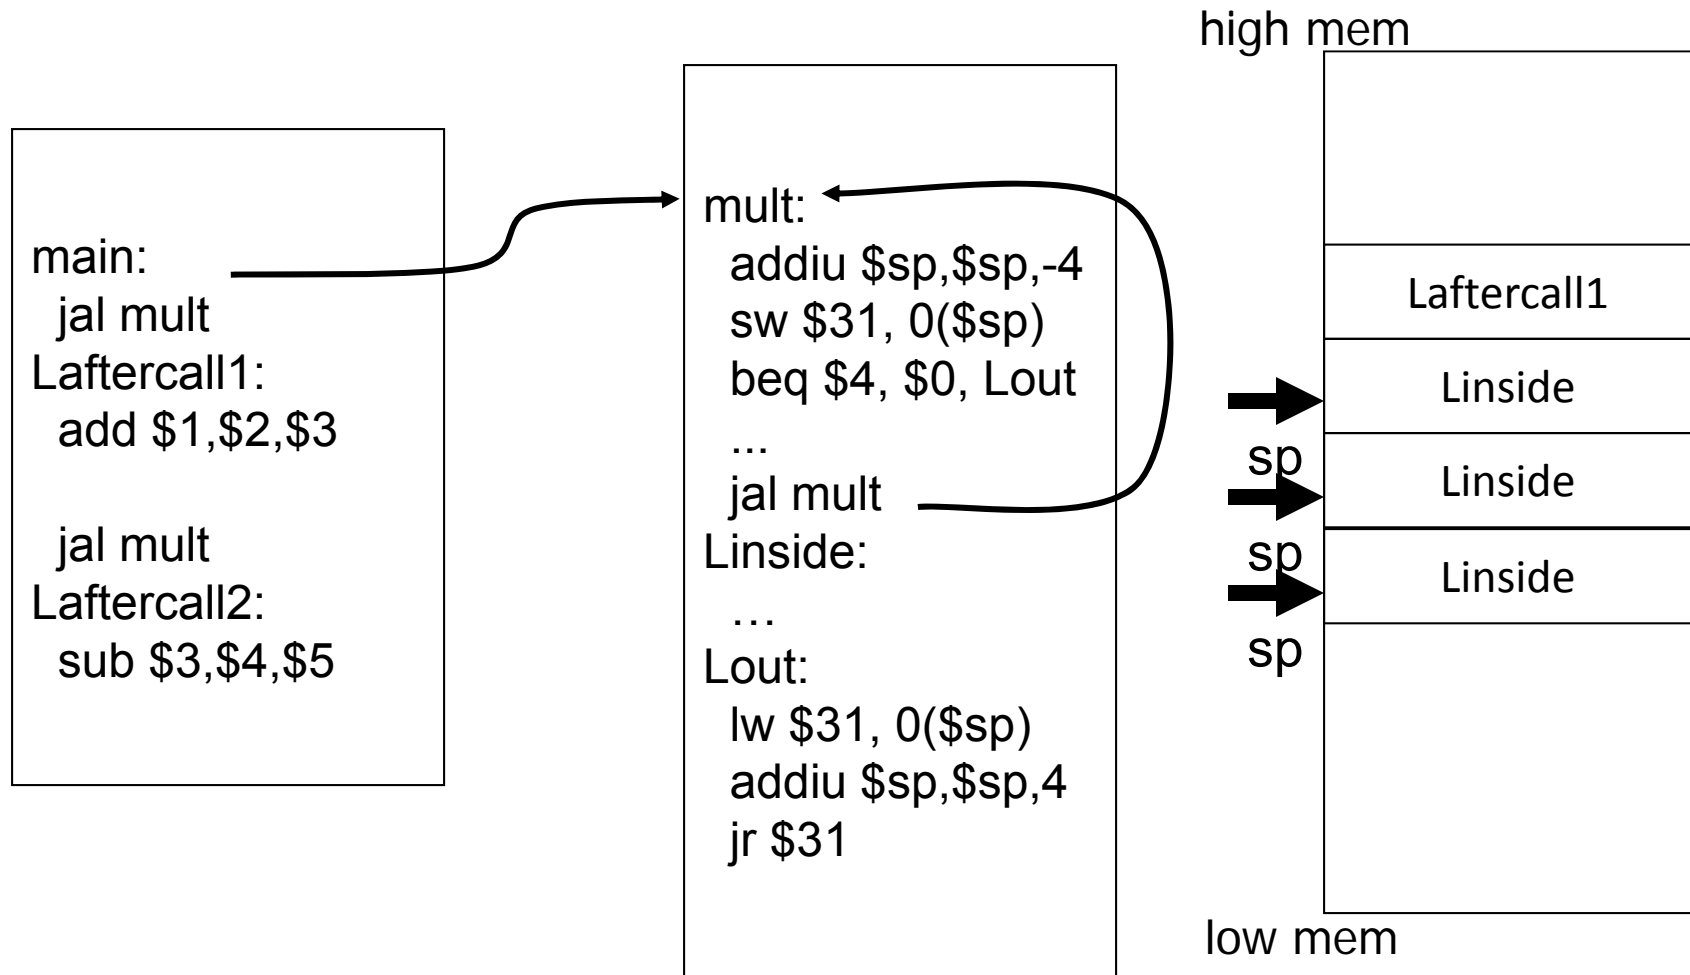 main:
jal mult
Laftercall1:
add $1,$2,$3
jal mult
Laftercall2:
sub $3,$4,$5
mult:
addiu $sp,$sp,-4
sw $31, 0($sp)
beq $4, $0, Lout
...
jal mult
Linside:
…
Lout:
lw $31, 0($sp)
addiu $sp,$sp,4
jr $31
high mem
Laftercall1
Linside
sp
Linside
sp
Linside
sp
low mem